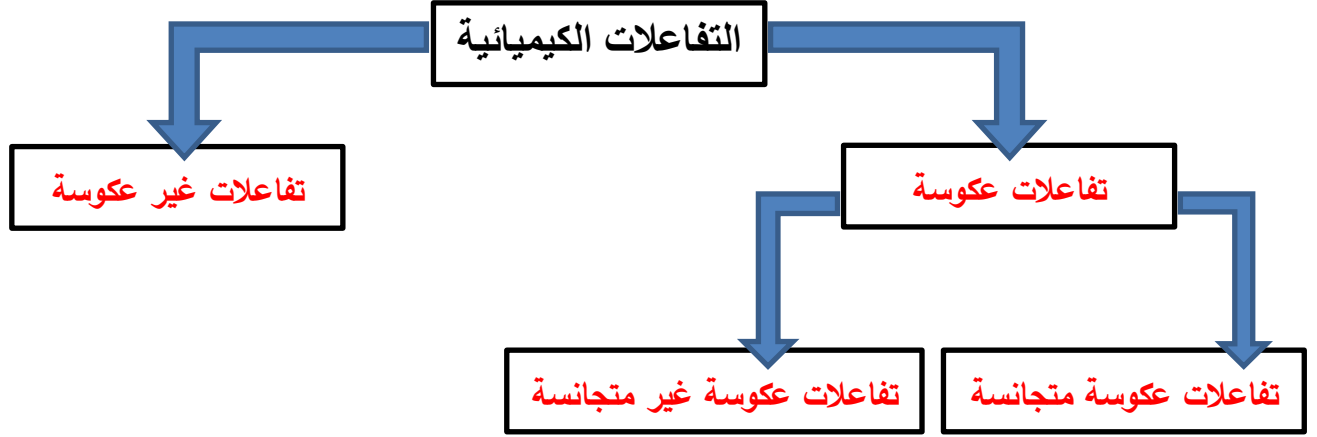 التفاعلات الكيميائية
تفاعلات عكوسة
تفاعلات غير عكوسة
تفاعلات عكوسة متجانسة
تفاعلات عكوسة غير متجانسة